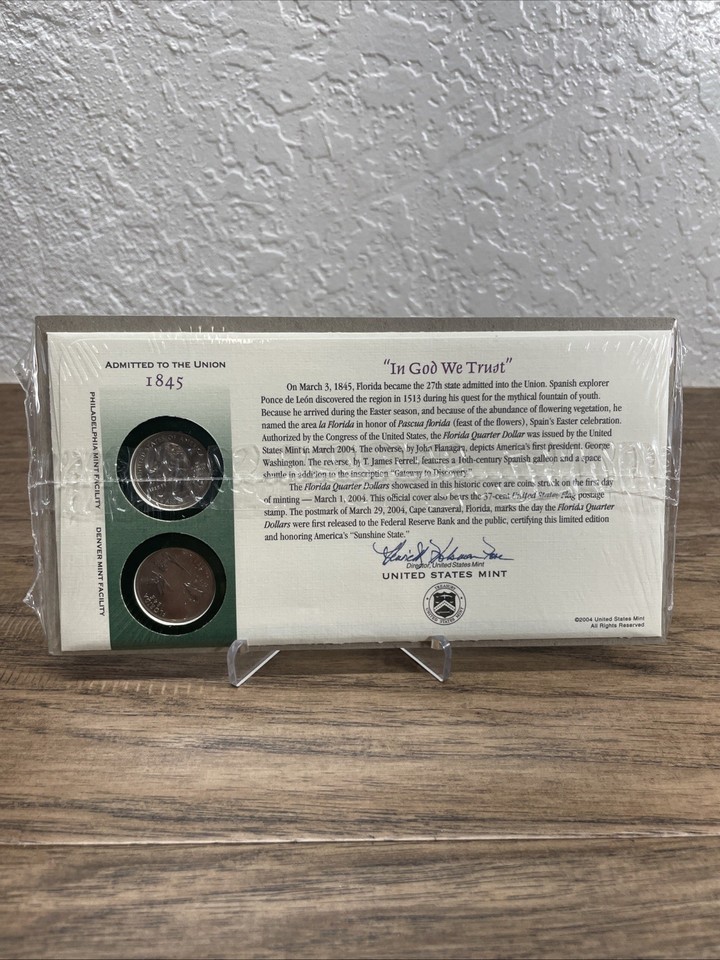 ADMITTED TO THE UNION
1845
PHILADELPHIA MINT FACILITY
DENVER MINT FACILITY
"In God We Trust"
On March 3, 1845, Florida became the 27th state admitted into the Union. Spanish explorer
Ponce de León discovered the region in 1513 during his quest for the mythical fountain of youth.
Because he arrived during the Easter season, and because of the abundance of flowering vegetation, he
named the area la Florida in honor of Pascua florida (feast of the flowers), Spain's Easter celebration.
Authorized by the Congress of the United States, the Florida Quarter Dollar was issued by the United
States Mint in March 2004. The obverse, by John Flanagan, depicts America's first president, George
Washington. The reverse, by T. James Ferrell, features a 16th-century Spanish galleon and a space
shuttle in addition to the inscription "Gateway to Discovery."
The Florida Quarter Dollars showcased in this historic cover are coins struck on the first day
of minting — March 1, 2004. This official cover also bears the 37-cent United States Flag postage
stamp. The postmark of March 29, 2004, Cape Canaveral, Florida, marks the day the Florida Quarter
Dollars were first released to the Federal Reserve Bank and the public, certifying this limited edition
and honoring America's "Sunshine State."
Director, United States Mint
UNITED STATES MINT
©2004 United States Mint
All Rights Reserved